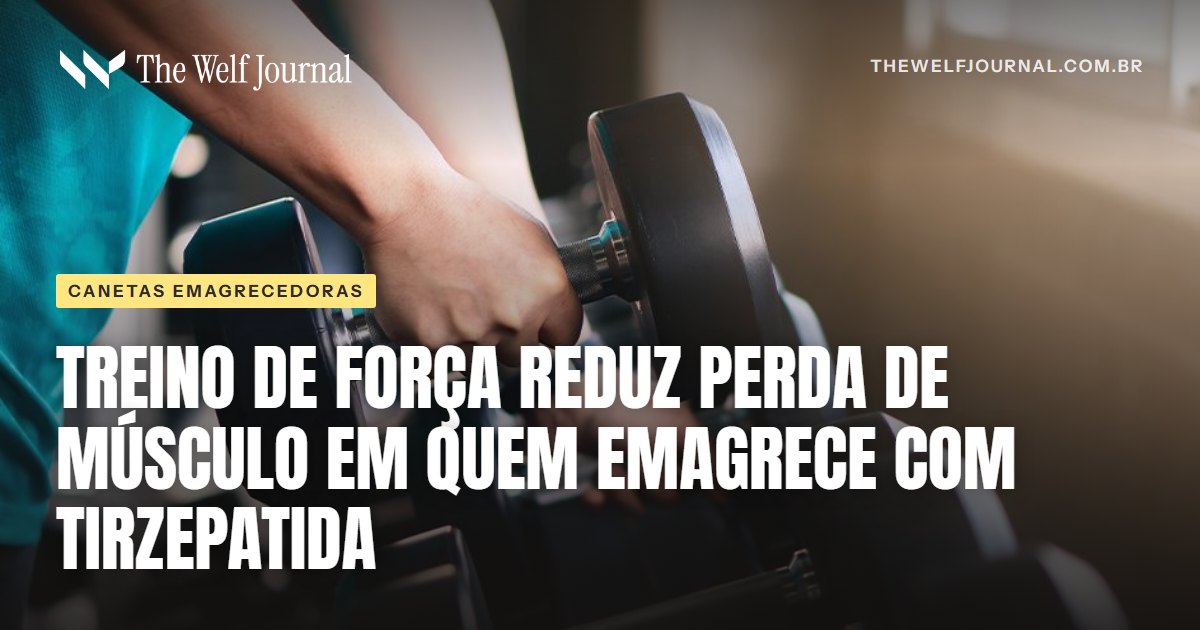 The Welf Journal
THEWELFJOURNAL.COM.BR
CANETAS EMAGRECEDORAS
TREINO DE FORÇA REDUZ PERDA DE
MÚSCULO EM QUEM EMAGRECE COM
TIRZEPATIDA